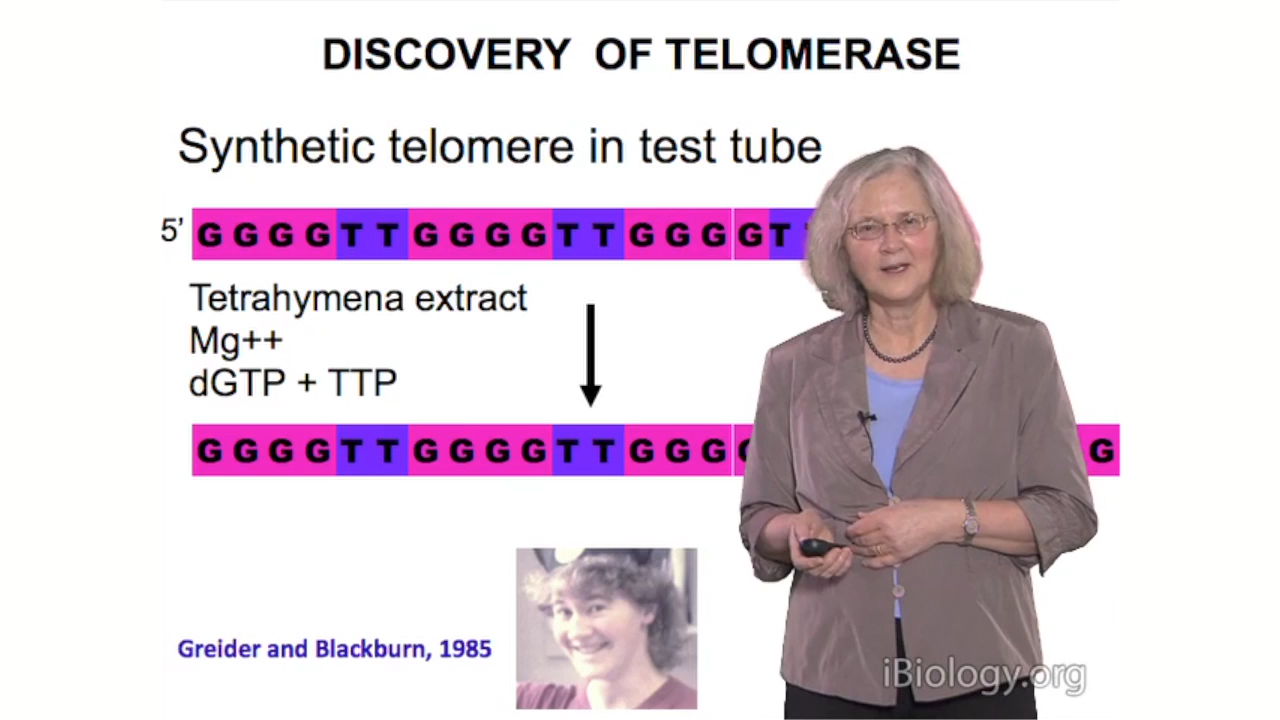 DISCOVERY OF TELOMERASE
Synthetic telomere in test tube
5' G G G G T T G G G G T T G G G G T
Tetrahymena extract
Mg++
dGTP + TTP
G G G G T T G G G G T T G G G G
Greider and Blackburn, 1985
iBiology.org